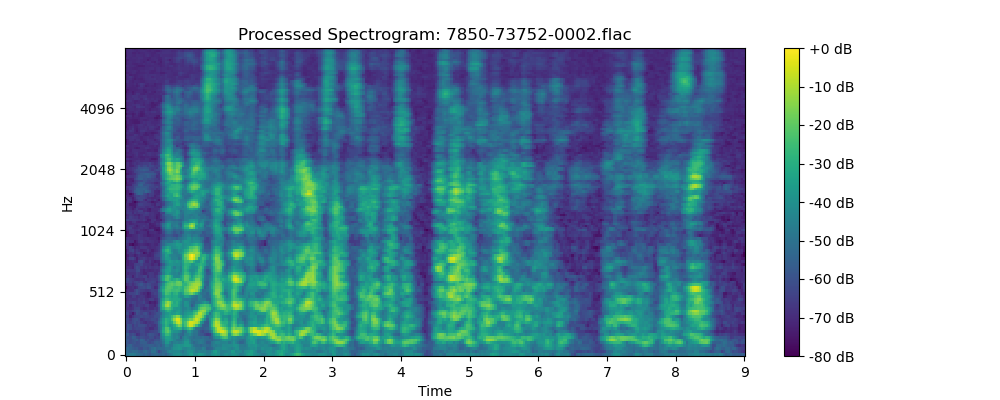 Processed Spectrogram: 7850-73752-0002.flac
Hz
4096
2048
1024
512
0
0 1 2 3 4 5 6 7 8 9
Time
+0 dB
-10 dB
-20 dB
-30 dB
-40 dB
-50 dB
-60 dB
-70 dB
-80 dB